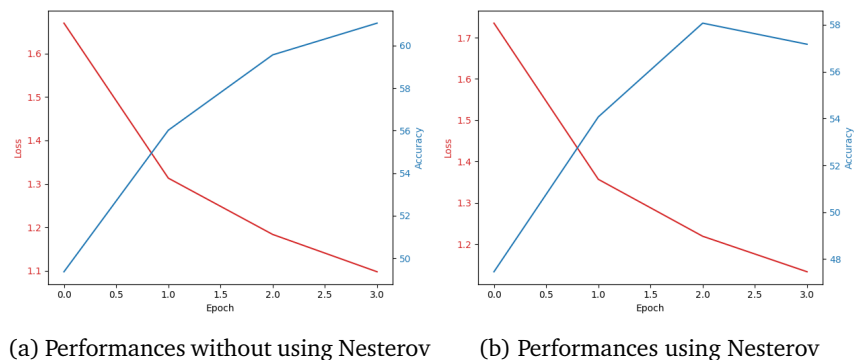 1.6
1.5
1.4
1.3
1.2
1.1
Loss
60
58
56
54
52
50
Accuracy
0.0 0.5 1.0 1.5 2.0 2.5 3.0
Epoch
(a) Performances without using Nesterov
1.7
1.6
1.5
1.4
1.3
1.2
Loss
58
56
54
52
50
48
Accuracy
0.0 0.5 1.0 1.5 2.0 2.5 3.0
Epoch
(b) Performances using Nesterov